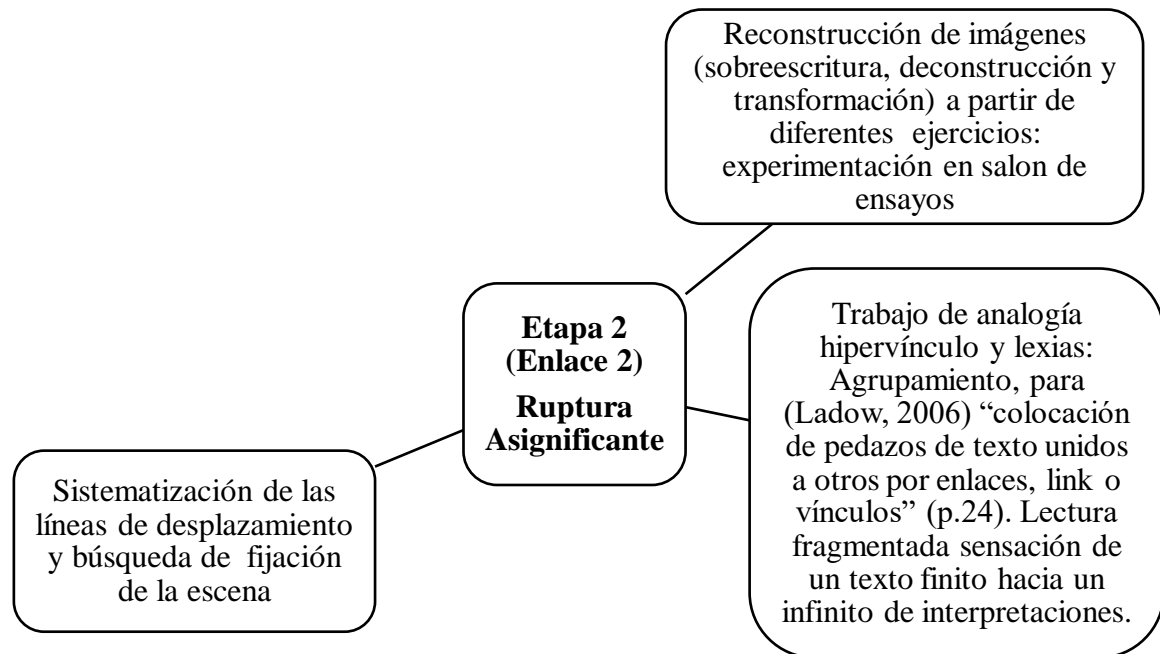 Reconstrucción de imágenes
(sobreescritura, deconstrucción y
transformación) a partir de
diferentes ejercicios:
experimentación en salon de
ensayos
Etapa 2
(Enlace 2)
Ruptura
Asignificante
Trabajo de analogía
hipervínculo y lexias:
Agrupamiento, para
(Ladow, 2006) “colocación
de pedazos de texto unidos
a otros por enlaces, link o
vínculos” (p.24). Lectura
fragmentada sensación de
un texto finito hacia un
infinito de interpretaciones.
Sistematización de las
líneas de desplazamiento
y búsqueda de fijación
de la escena